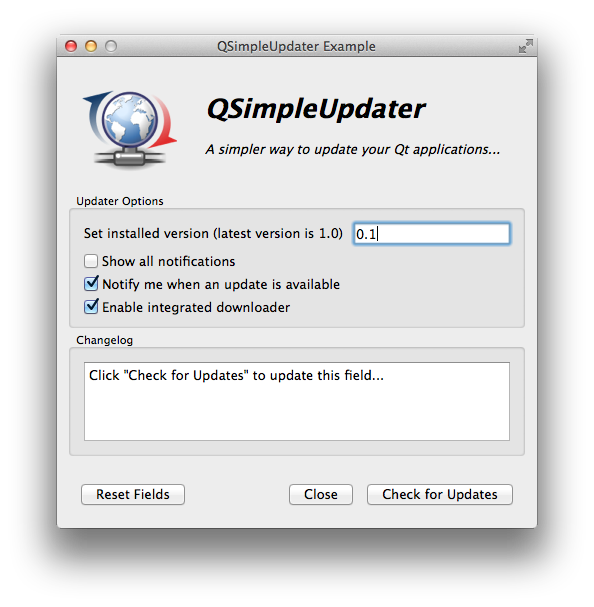 QSimpleUpdater Example
QSimpleUpdater
A simpler way to update your Qt applications...
Updater Options
Set installed version (latest version is 1.0) 0.1
Show all notifications
Notify me when an update is available
Enable integrated downloader
Changelog
Click "Check for Updates" to update this field...
Reset Fields Close Check for Updates